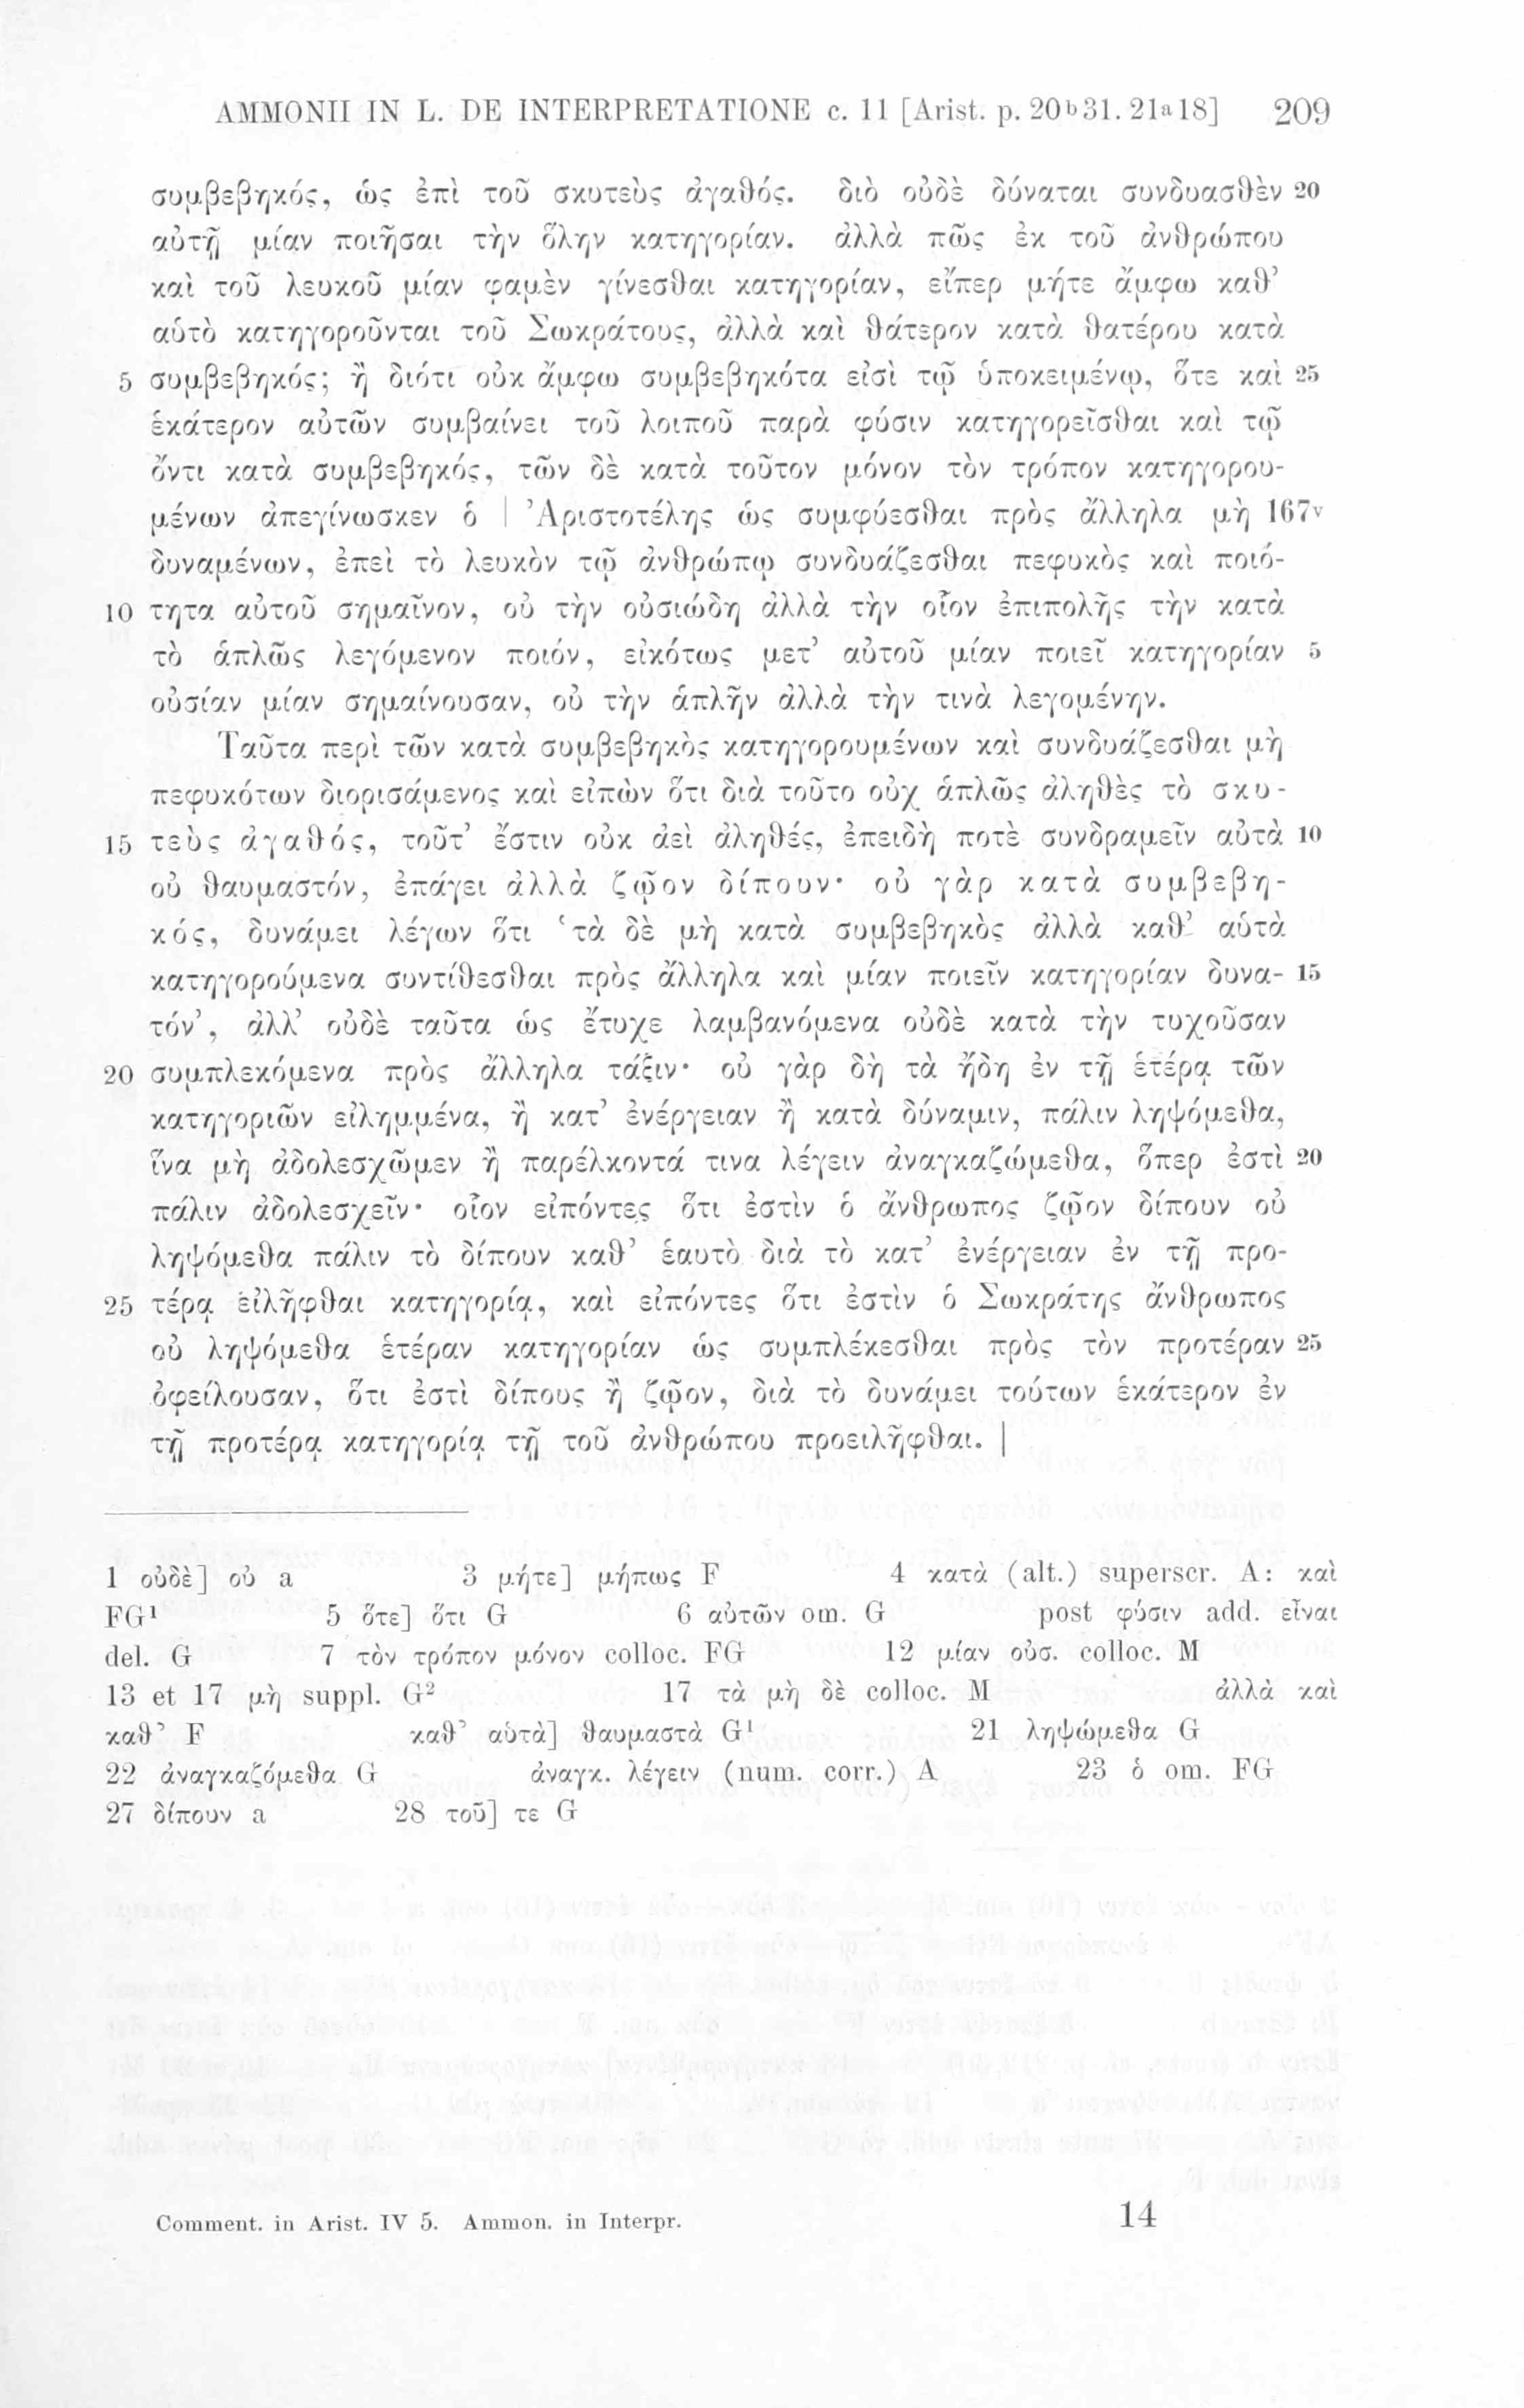 AMMONII IN L. DE INTERPRETATIONE c. 11 [Arist. p. 20ᵇ31. 21ᵃ18] 209
συμβεβηκός, ὡς ἐπὶ τοῦ σκυτεὺς ἀγαθός. διὸ οὐδὲ δύναται συνδυασθὲν 20
αὐτῇ μίαν ποιῆσαι τὴν ὅλην κατηγορίαν. ἀλλὰ πῶς ἐκ τοῦ ἀνθρώπου
καὶ τοῦ λευκοῦ μίαν φαμὲν γίνεσθαι κατηγορίαν, εἴπερ μήτε ἄμφω καθ’
αὑτὸ κατηγοροῦνται τοῦ Σωκράτους, ἀλλὰ καὶ θάτερον κατὰ θατέρου κατὰ
5 συμβεβηκός; ἢ διότι οὐκ ἄμφω συμβεβηκότα εἰσὶ τῷ ὑποκειμένῳ, ὅτε καὶ 25
ἑκάτερον αὐτῶν συμβαίνει τοῦ λοιποῦ παρὰ φύσιν κατηγορεῖσθαι καὶ τῷ
ὄντι κατὰ συμβεβηκός, τῶν δὲ κατὰ τοῦτον μόνον τὸν τρόπον κατηγορου-
μένων ἀπεγίνωσκεν ὁ | Ἀριστοτέλης ὡς συμφύεσθαι πρὸς ἄλληλα μὴ 167ᵛ
δυναμένων, ἐπεὶ τὸ λευκὸν τῷ ἀνθρώπῳ συνδυάζεσθαι πεφυκὸς καὶ ποιό-
10 τητα αὐτοῦ σημαῖνον, οὐ τὴν οὐσιώδη ἀλλὰ τὴν οἷον ἐπιπολῆς τὴν κατὰ
τὸ ἁπλῶς λεγόμενον ποιόν, εἰκότως μετ’ αὐτοῦ μίαν ποιεῖ κατηγορίαν 5
οὐσίαν μίαν σημαίνουσαν, οὐ τὴν ἁπλῆν ἀλλὰ τὴν τινὰ λεγομένην.
Ταῦτα περὶ τῶν κατὰ συμβεβηκὸς κατηγορουμένων καὶ συνδυάζεσθαι μὴ
πεφυκότων διορισάμενος καὶ εἰπὼν ὅτι διὰ τοῦτο οὐχ ἁπλῶς ἀληθὲς τὸ σκυ-
15 τεὺς ἀγαθός, τοῦτ’ ἔστιν οὐκ ἀεὶ ἀληθές, ἐπειδὴ ποτὲ συνδραμεῖν αὐτὰ 10
οὐ θαυμαστόν, ἐπάγει ἀλλὰ ζῷον δίπουν· οὐ γὰρ κατὰ συμβεβη-
κός, δυνάμει λέγων ὅτι ‘τὰ δὲ μὴ κατὰ συμβεβηκὸς ἀλλὰ καθ’ αὑτὰ
κατηγορούμενα συντίθεσθαι πρὸς ἄλληλα καὶ μίαν ποιεῖν κατηγορίαν δυνα- 15
τόν’, ἀλλ’ οὐδὲ ταῦτα ὡς ἔτυχε λαμβανόμενα οὐδὲ κατὰ τὴν τυχοῦσαν
20 συμπλεκόμενα πρὸς ἄλληλα τάξιν· οὐ γὰρ δὴ τὰ ἤδη ἐν τῇ ἑτέρᾳ τῶν
κατηγοριῶν εἰλημμένα, ἢ κατ’ ἐνέργειαν ἢ κατὰ δύναμιν, πάλιν ληψόμεθα,
ἵνα μὴ ἀδολεσχῶμεν ἢ παρέλκοντά τινα λέγειν ἀναγκαζώμεθα, ὅπερ ἐστὶ 20
πάλιν ἀδολεσχεῖν· οἷον εἰπόντες ὅτι ἐστὶν ὁ ἄνθρωπος ζῷον δίπουν οὐ
ληψόμεθα πάλιν τὸ δίπουν καθ’ ἑαυτὸ διὰ τὸ κατ’ ἐνέργειαν ἐν τῇ προ-
25 τέρᾳ εἰλῆφθαι κατηγορίᾳ, καὶ εἰπόντες ὅτι ἐστὶν ὁ Σωκράτης ἄνθρωπος
οὐ ληψόμεθα ἑτέραν κατηγορίαν ὡς συμπλέκεσθαι πρὸς τὸν προτέραν 25
ὀφείλουσαν, ὅτι ἐστὶ δίπους ἢ ζῷον, διὰ τὸ δυνάμει τούτων ἑκάτερον ἐν
τῇ προτέρᾳ κατηγορίᾳ τῇ τοῦ ἀνθρώπου προειλῆφθαι. |
1 οὐδὲ] οὐ a 3 μήτε] μήπως F 4 κατὰ (alt.) superscr. A: καὶ
FG¹ 5 ὅτε] ὅτι G 6 αὐτῶν om. G post φύσιν add. εἶναι
del. G 7 τὸν τρόπον μόνον colloc. FG 12 μίαν οὐσ. colloc. M
13 et 17 μὴ suppl. G² 17 τὰ μὴ δὲ colloc. M ἀλλὰ καὶ
καθ’ F καθ’ αὑτὰ] θαυμαστὰ G¹ 21 ληψώμεθα G
22 ἀναγκαζόμεθα G ἀναγκ. λέγειν (num. corr.) A 23 ὁ om. FG
27 δίπουν a 28 τοῦ] τε G
Comment. in Arist. IV 5. Ammon. in Interpr. 14